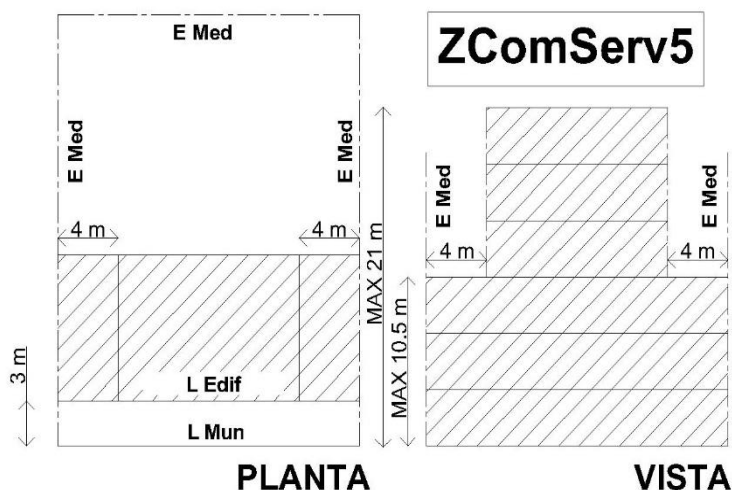 E Med
ZComServ5
E Med
E Med
E Med
E Med
4 m
4 m
MAX 21 m
4 m
4 m
MAX 10.5 m
3 m
L Edif
L Mun
PLANTA
VISTA